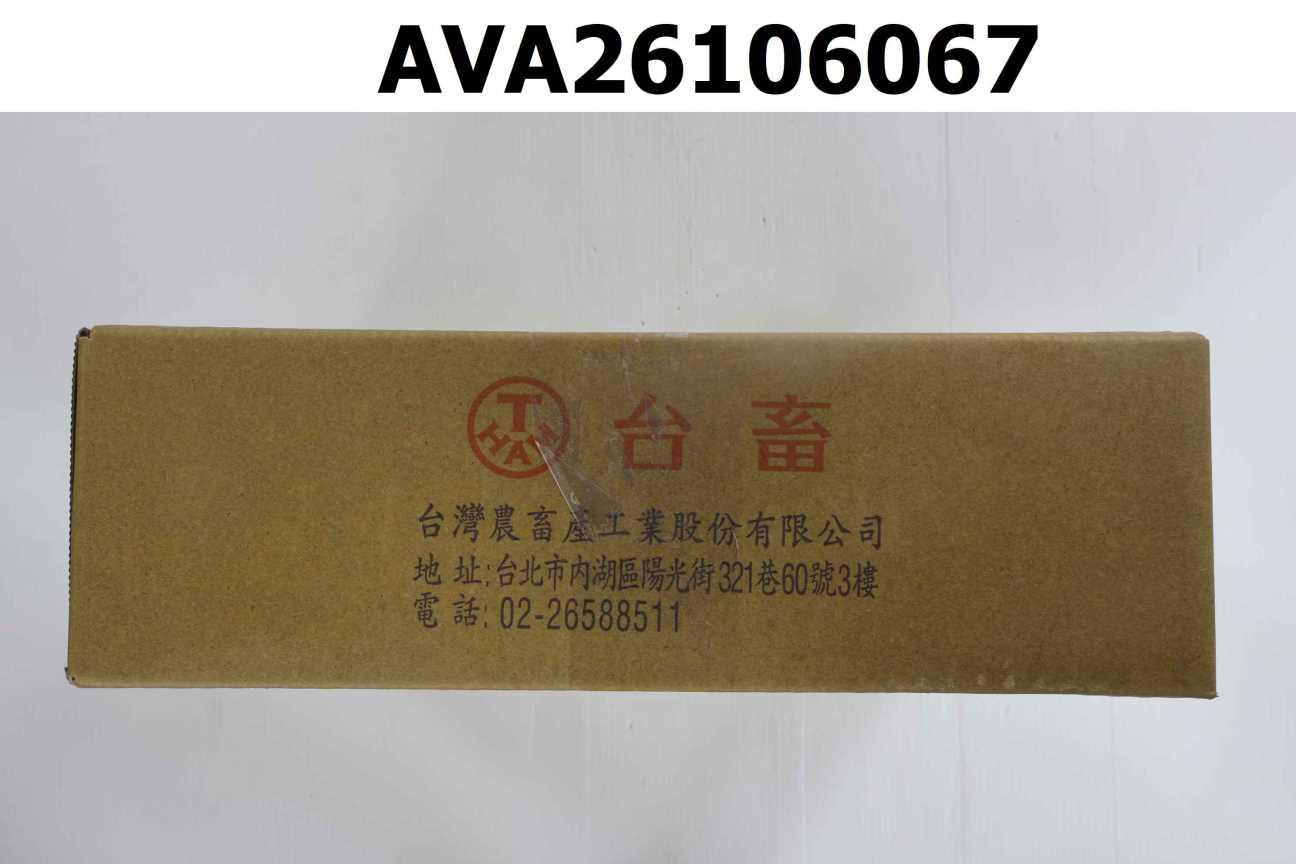 AVA26106067
T
HAM
台畜
台灣農畜產工業股份有限公司
地址:台北市內湖區陽光街321巷60號3樓
電話:02-26588511